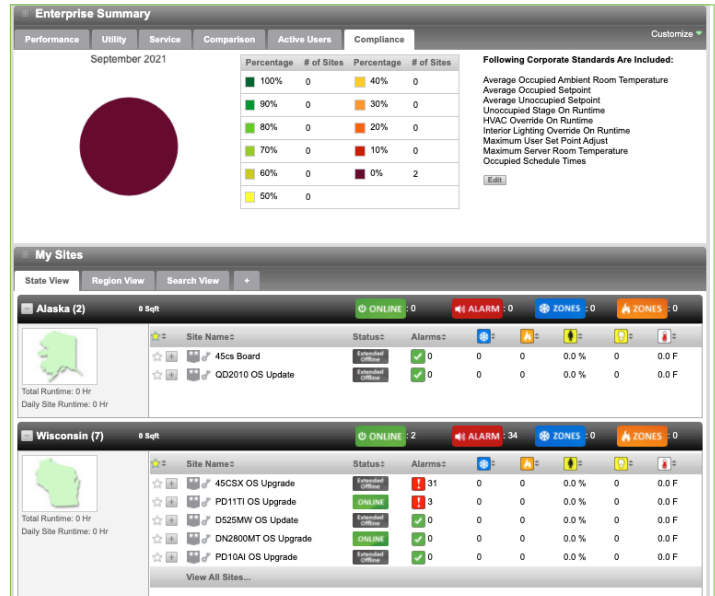 Enterprise Summary
Performance Utility Service Comparison Active Users Compliance Customize
September 2021
Percentage # of Sites Percentage # of Sites
100% 0 40% 0
90% 0 30% 0
80% 0 20% 0
70% 0 10% 0
60% 0 0% 2
50% 0
Following Corporate Standards Are Included:
Average Occupied Ambient Room Temperature
Average Occupied Setpoint
Average Unoccupied Setpoint
Unoccupied Stage On Runtime
HVAC Override On Runtime
Interior Lighting Override On Runtime
Maximum User Set Point Adjust
Maximum Server Room Temperature
Occupied Schedule Times
Edit
My Sites
State View Region View Search View +
Alaska (2) 0 Sqft ONLINE : 0 ALARM : 0 ZONES : 0 ZONES : 0
Site Name Status Alarms
45cs Board Extended Offline 0 0 0 0.0 % 0 0.0 F
QD2010 OS Update Extended Offline 0 0 0 0.0 % 0 0.0 F
Total Runtime: 0 Hr
Daily Site Runtime: 0 Hr
Wisconsin (7) 0 Sqft ONLINE : 2 ALARM : 34 ZONES : 0 ZONES : 0
Site Name Status Alarms
45CSX OS Upgrade Extended Offline 31 0 0 0.0 % 0 0.0 F
PD11TI OS Upgrade ONLINE 3 0 0 0.0 % 0 0.0 F
D525MW OS Update Extended Offline 0 0 0 0.0 % 0 0.0 F
DN2800MT OS Upgrade ONLINE 0 0 0 0.0 % 0 0.0 F
PD10AI OS Upgrade Extended Offline 0 0 0 0.0 % 0 0.0 F
Total Runtime: 0 Hr
Daily Site Runtime: 0 Hr
View All Sites...